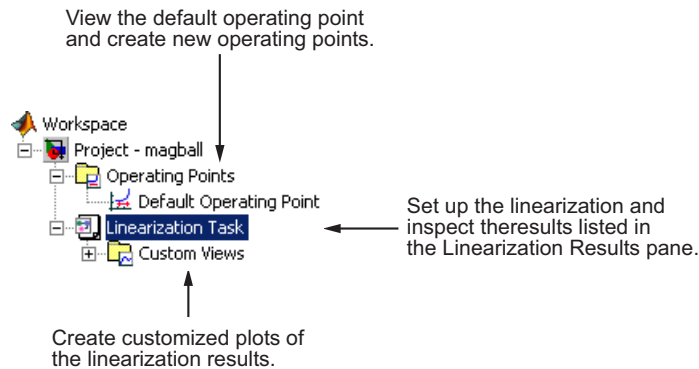 View the default operating point
and create new operating points.
Workspace
Project - magball
Operating Points
Default Operating Point
Linearization Task
Custom Views
Set up the linearization and
inspect theresults listed in
the Linearization Results pane.
Create customized plots of
the linearization results.